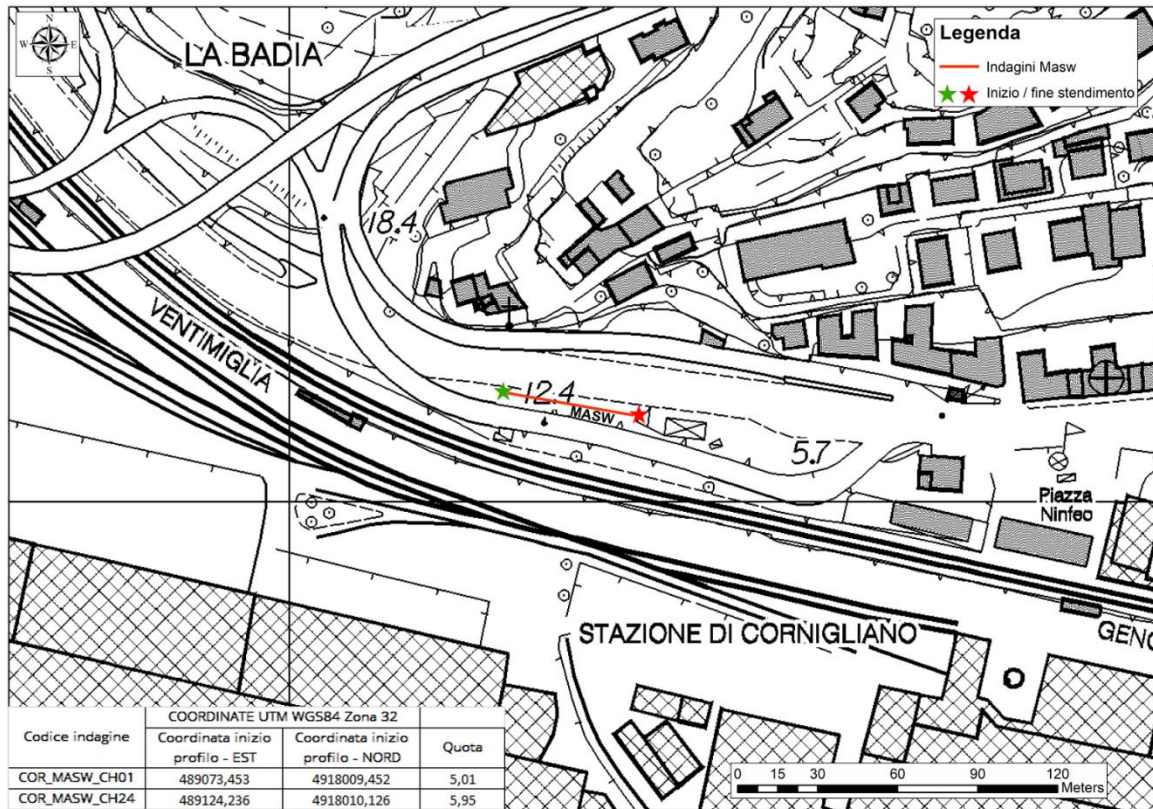 N
W E
S
LA BADIA
Legenda
Indagini Masw
Inizio / fine stendimento
18.4
VENTIMIGLIA
12.4
MASW
5.7
Piazza
Ninfeo
STAZIONE DI CORNIGLIANO
GENO
Codice indagine
COORDINATE UTM WGS84 Zona 32
Coordinata inizio
profilo - EST
Coordinata inizio
profilo - NORD
Quota
COR_MASW_CH01 489073,453 4918009,452 5,01
COR_MASW_CH24 489124,236 4918010,126 5,95
0 15 30 60 90 120
Meters